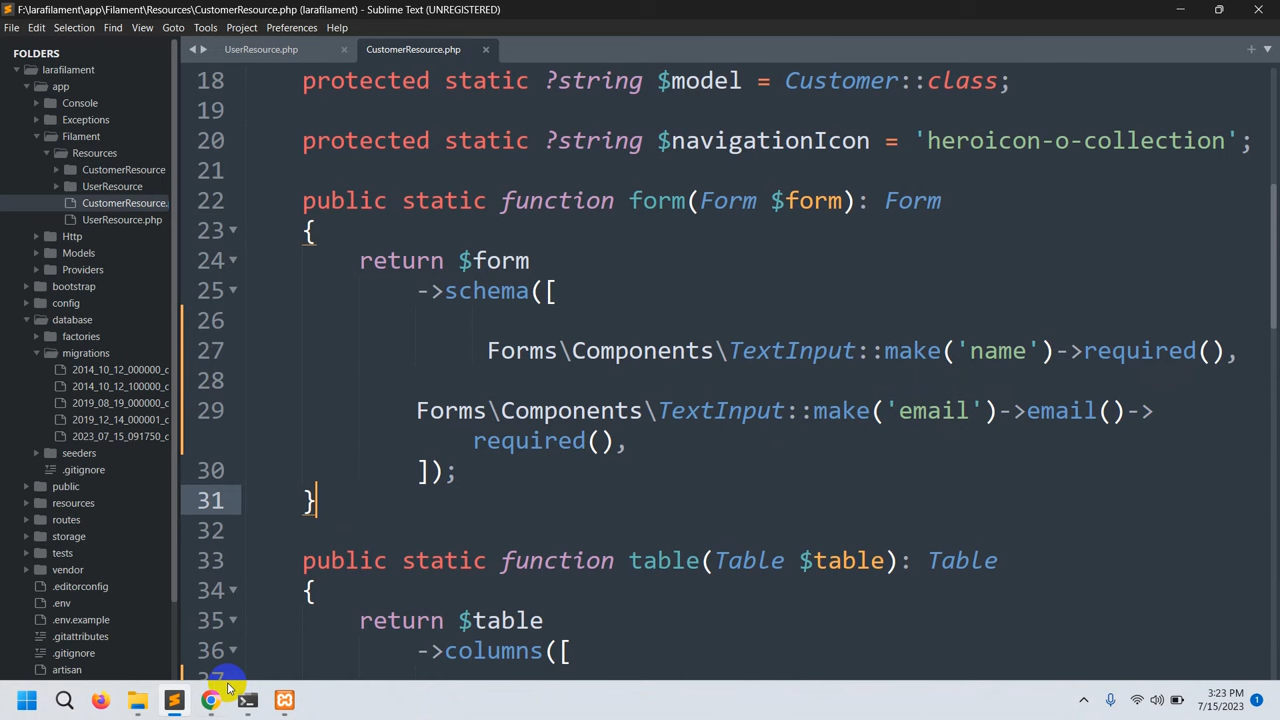 F:\larafilament\app\Filament\Resources\CustomerResource.php (larafilament) - Sublime Text (UNREGISTERED)
File Edit Selection Find View Goto Tools Project Preferences Help
FOLDERS
larafilament
app
Console
Exceptions
Filament
Resources
CustomerResource
UserResource
CustomerResource.
UserResource.php
Http
Models
Providers
bootstrap
config
database
factories
migrations
2014_10_12_000000_c
2014_10_12_100000_c
2019_08_19_000000_c
2019_12_14_000001_c
2023_07_15_091750_c
seeders
.gitignore
public
resources
routes
storage
tests
vendor
.editorconfig
.env
.env.example
.gitattributes
.gitignore
artisan
UserResource.php CustomerResource.php
18 protected static ?string $model = Customer::class;
19
20 protected static ?string $navigationIcon = 'heroicon-o-collection';
21
22 public static function form(Form $form): Form
23 {
24 return $form
25 ->schema([
26
27 Forms\Components\TextInput::make('name')->required(),
28
29 Forms\Components\TextInput::make('email')->email()->
required(),
30 ]);
31 }
32
33 public static function table(Table $table): Table
34 {
35 return $table
36 ->columns([
37
3:23 PM
7/15/2023
1